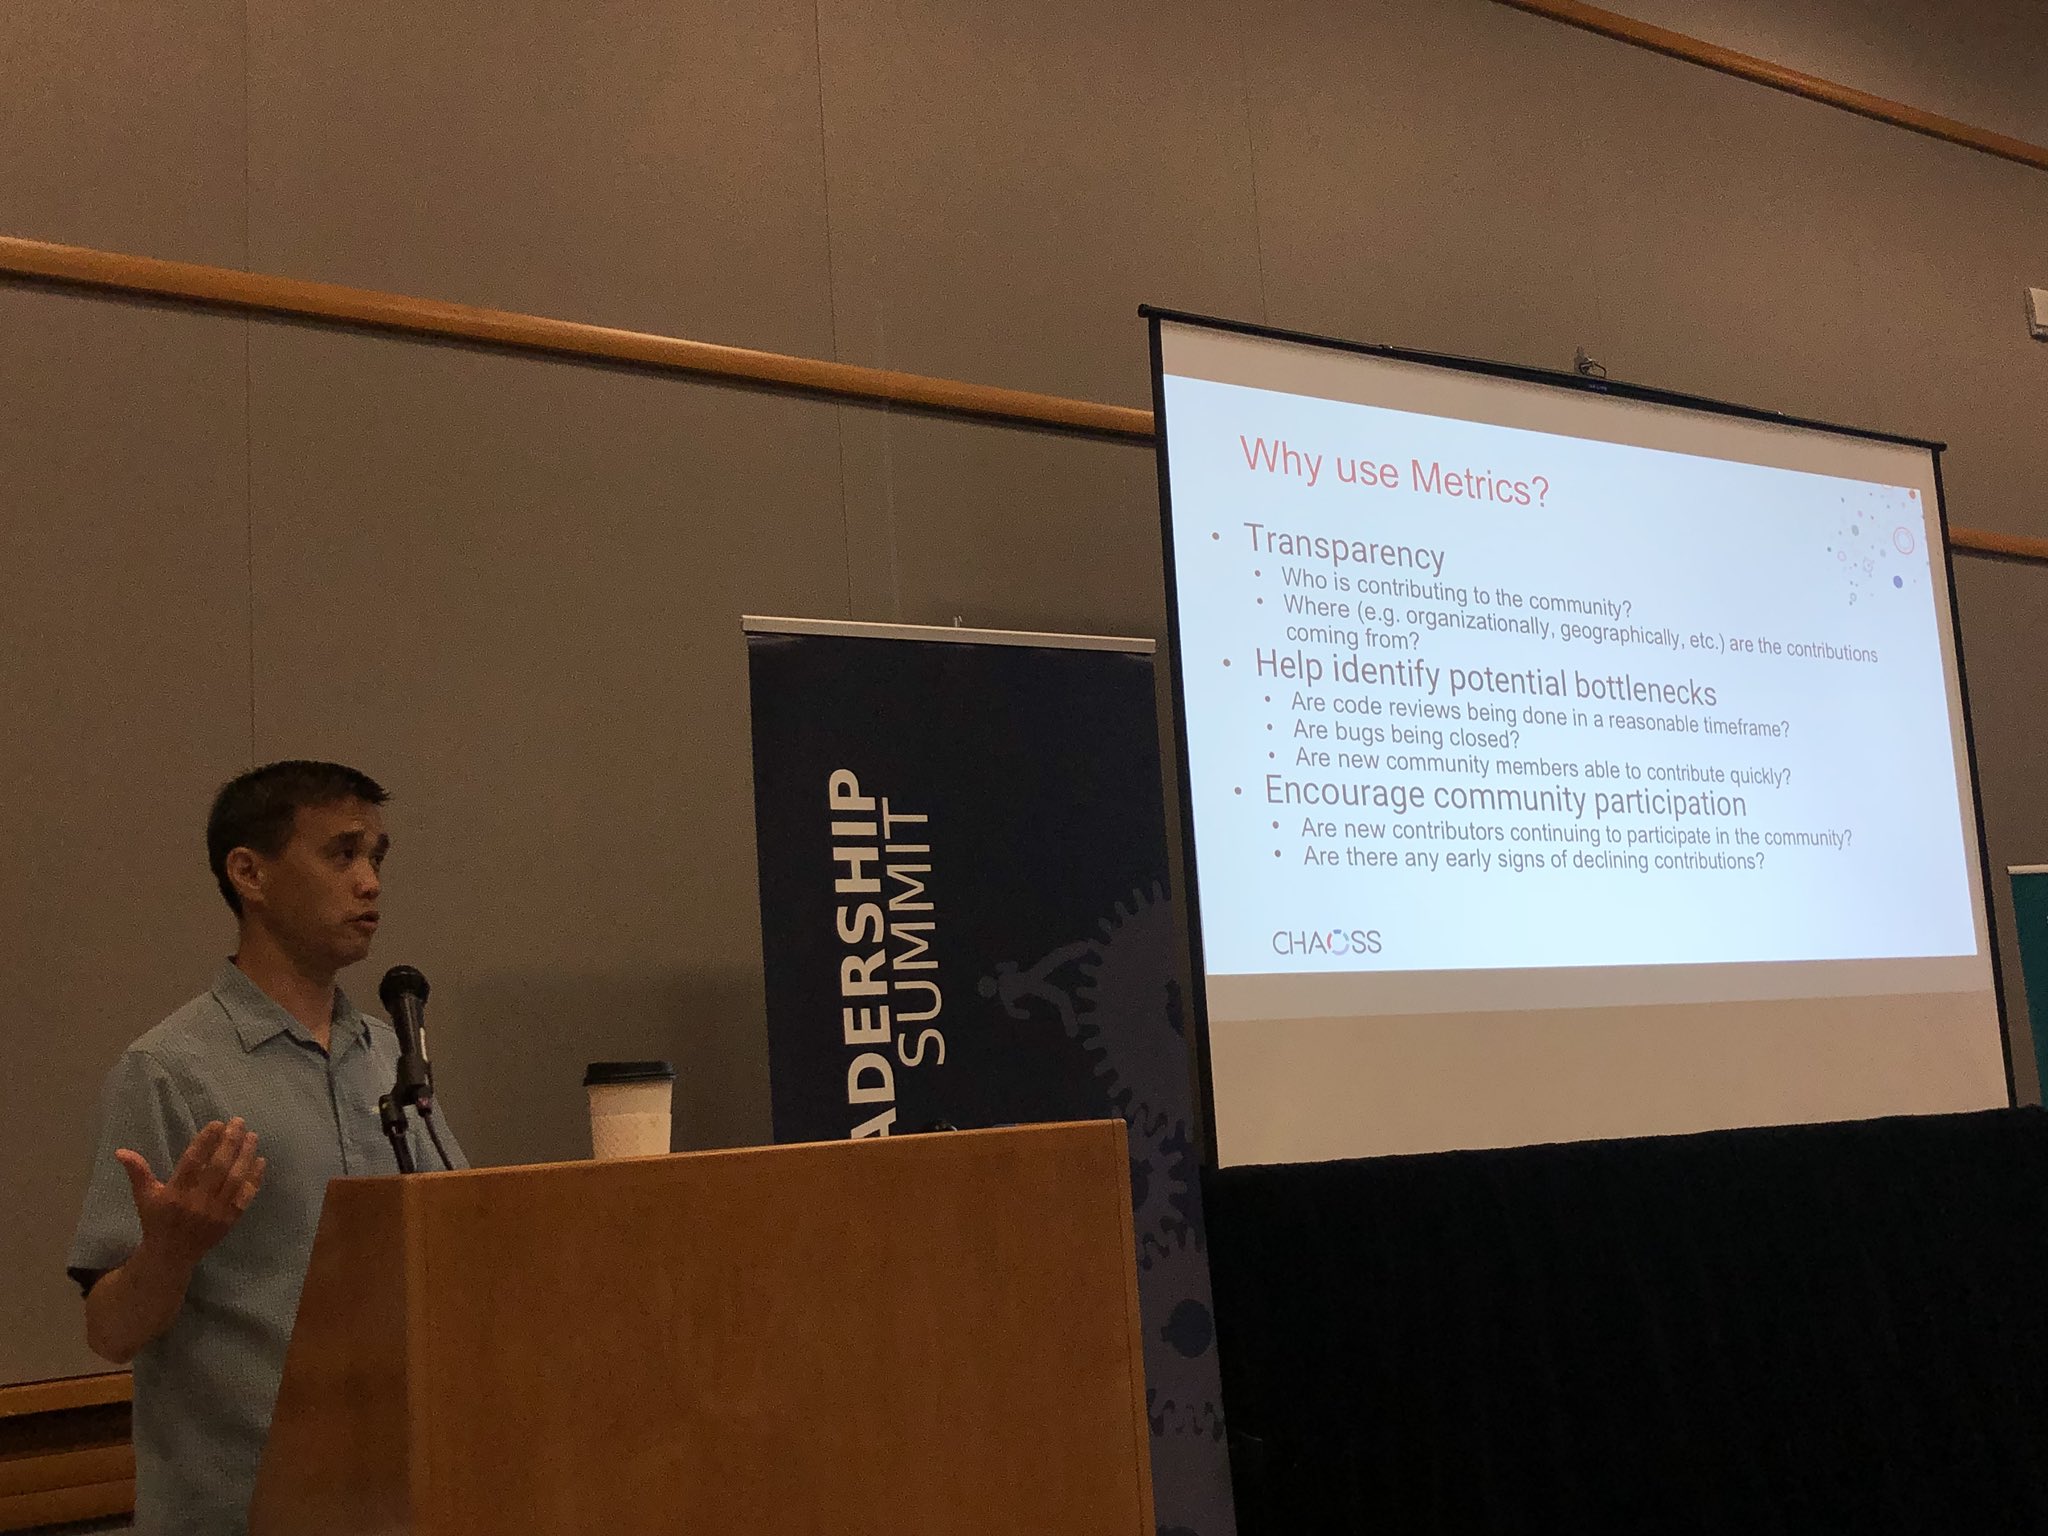 Why use Metrics?
• Transparency
• Who is contributing to the community?
• Where (e.g. organizationally, geographically, etc.) are the contributions
coming from?
• Help identify potential bottlenecks
• Are code reviews being done in a reasonable timeframe?
• Are bugs being closed?
• Are new community members able to contribute quickly?
• Encourage community participation
• Are new contributors continuing to participate in the community?
• Are there any early signs of declining contributions?
CHAOSS
ADERSHIP
SUMMIT